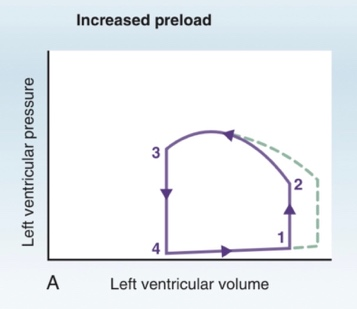 Increased preload
Left ventricular pressure
3
2
1
4
A
Left ventricular volume